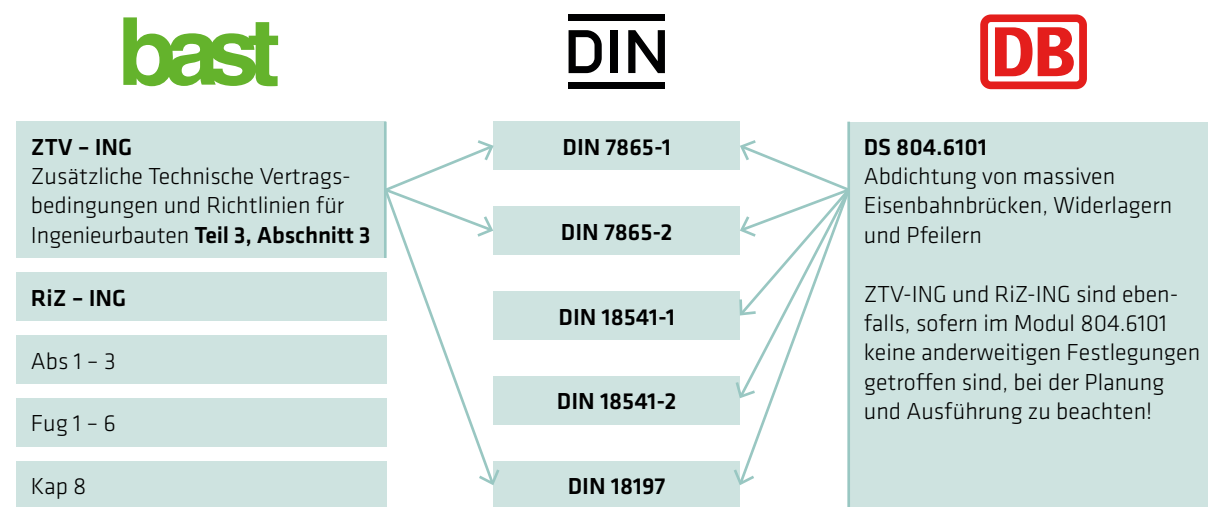 bast
ZTV – ING
Zusätzliche Technische Vertrags-
bedingungen und Richtlinien für
Ingenieurbauten Teil 3, Abschnitt 3
RiZ – ING
Abs 1 – 3
Fug 1 – 6
Kap 8
DIN
DIN 7865-1
DIN 7865-2
DIN 18541-1
DIN 18541-2
DIN 18197
DB
DS 804.6101
Abdichtung von massiven
Eisenbahnbrücken, Widerlagern
und Pfeilern
ZTV-ING und RiZ-ING sind eben-
falls, sofern im Modul 804.6101
keine anderweitigen Festlegungen
getroffen sind, bei der Planung
und Ausführung zu beachten!